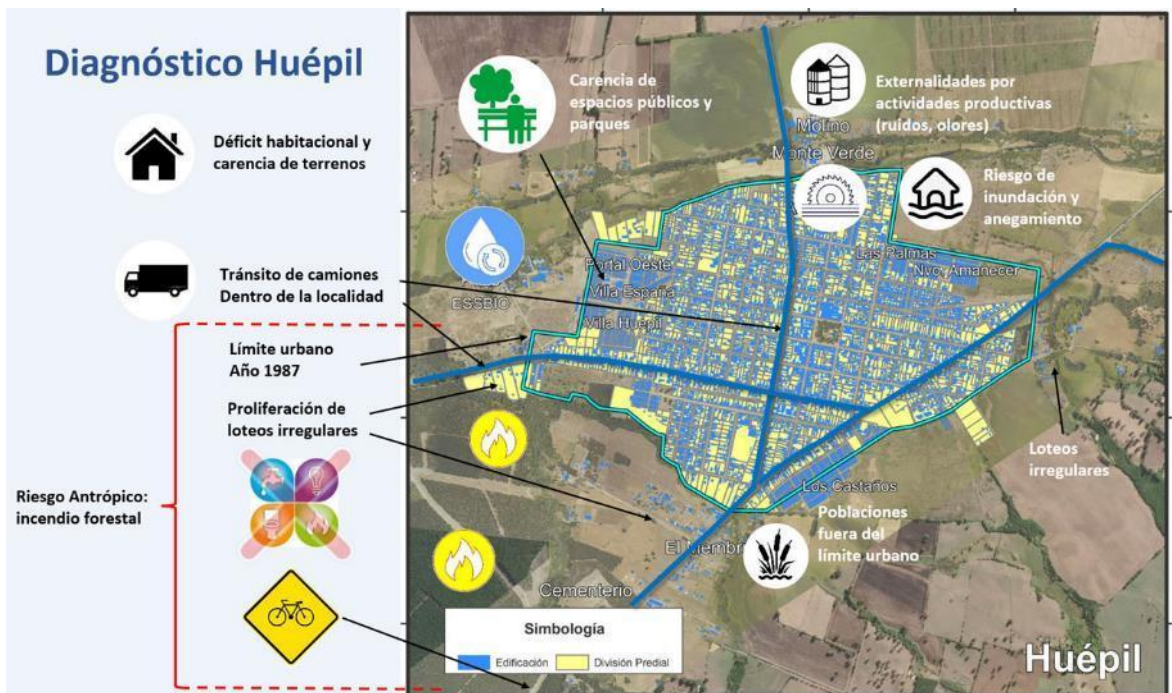 Diagnóstico Huépil
Déficit habitacional y
carencia de terrenos
Tránsito de camiones
Dentro de la localidad
Límite urbano
Año 1987
Proliferación de
loteos irregulares
Riesgo Antrópico:
incendio forestal
Carencia de
espacios públicos y
parques
Externalidades por
actividades productivas
(ruidos, olores)
Molino
Monte Verde
Riesgo de
inundación y
anegamiento
ESSBIO
Portal Oeste
Villa España
Villa Huépil
Las Palmas
Nvo. Amanecer
Loteos
irregulares
Los Castaños
Poblaciones
fuera del
límite urbano
El Membr
Cementerio
Simbología
Edificación
División Predial
Huépil